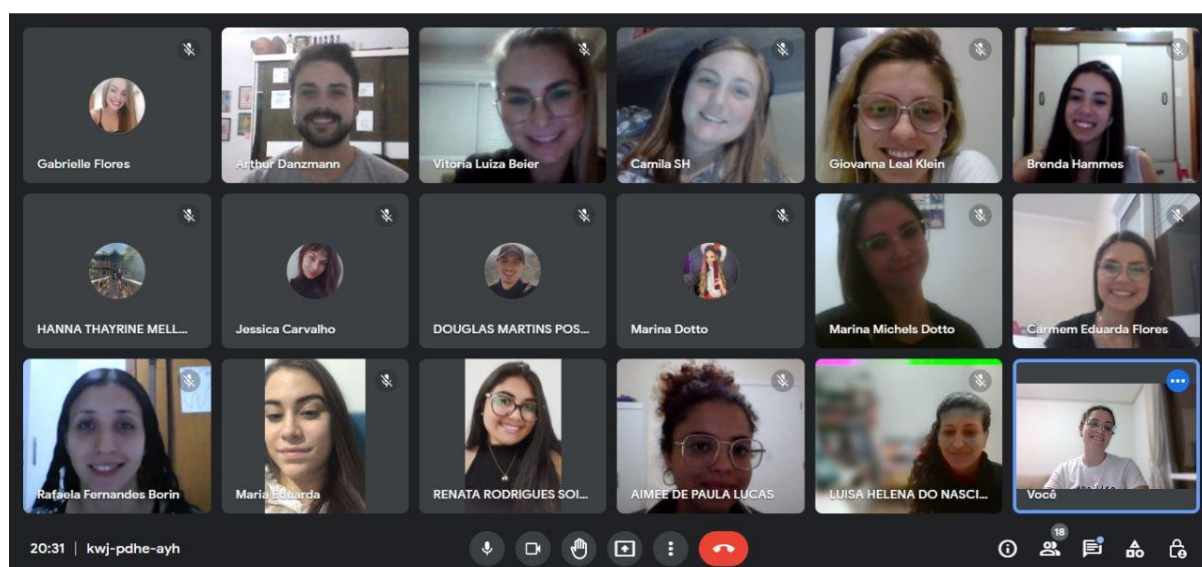 Gabrielle Flores
Arthur Danzmann
Vitória Luiza Beier
Camila SH
Giovanna Leal Klein
Brenda Hammes
HANNA THAYRINE MELL...
Jessica Carvalho
DOUGLAS MARTINS POS...
Marina Dotto
Marina Michels Dotto
Carmem Eduarda Flores
Rafaela Fernandes Borin
Maria Eduarda
RENATA RODRIGUES SOI...
AIMEE DE PAULA LUCAS
LUISA HELENA DO NASCI...
Você
20:31 | kwj-pdhe-ayh
18